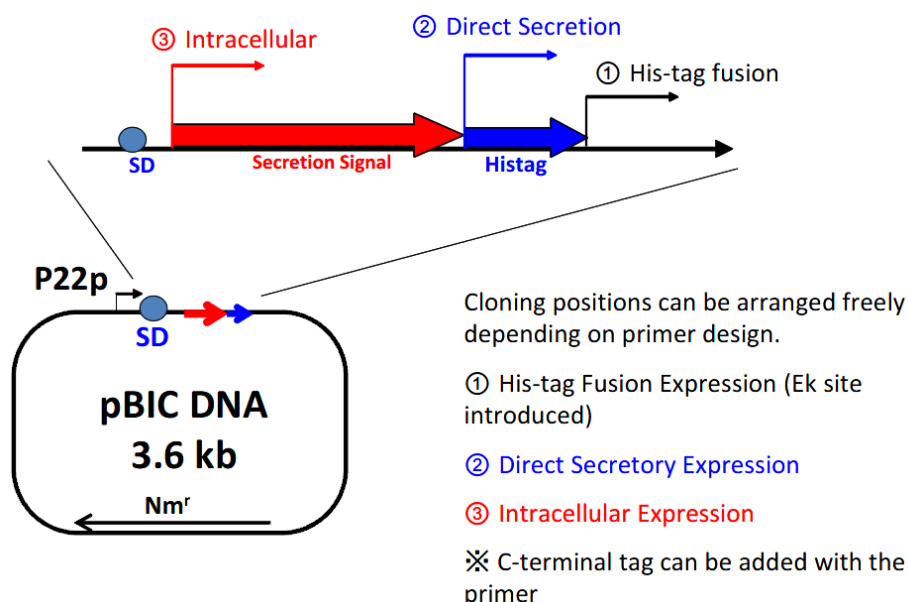 ③ Intracellular
② Direct Secretion
① His-tag fusion
SD
Secretion Signal
Histag
P22p
SD
pBIC DNA
3.6 kb
Nmʳ
Cloning positions can be arranged freely
depending on primer design.
① His-tag Fusion Expression (Ek site
introduced)
② Direct Secretory Expression
③ Intracellular Expression
※ C-terminal tag can be added with the
primer